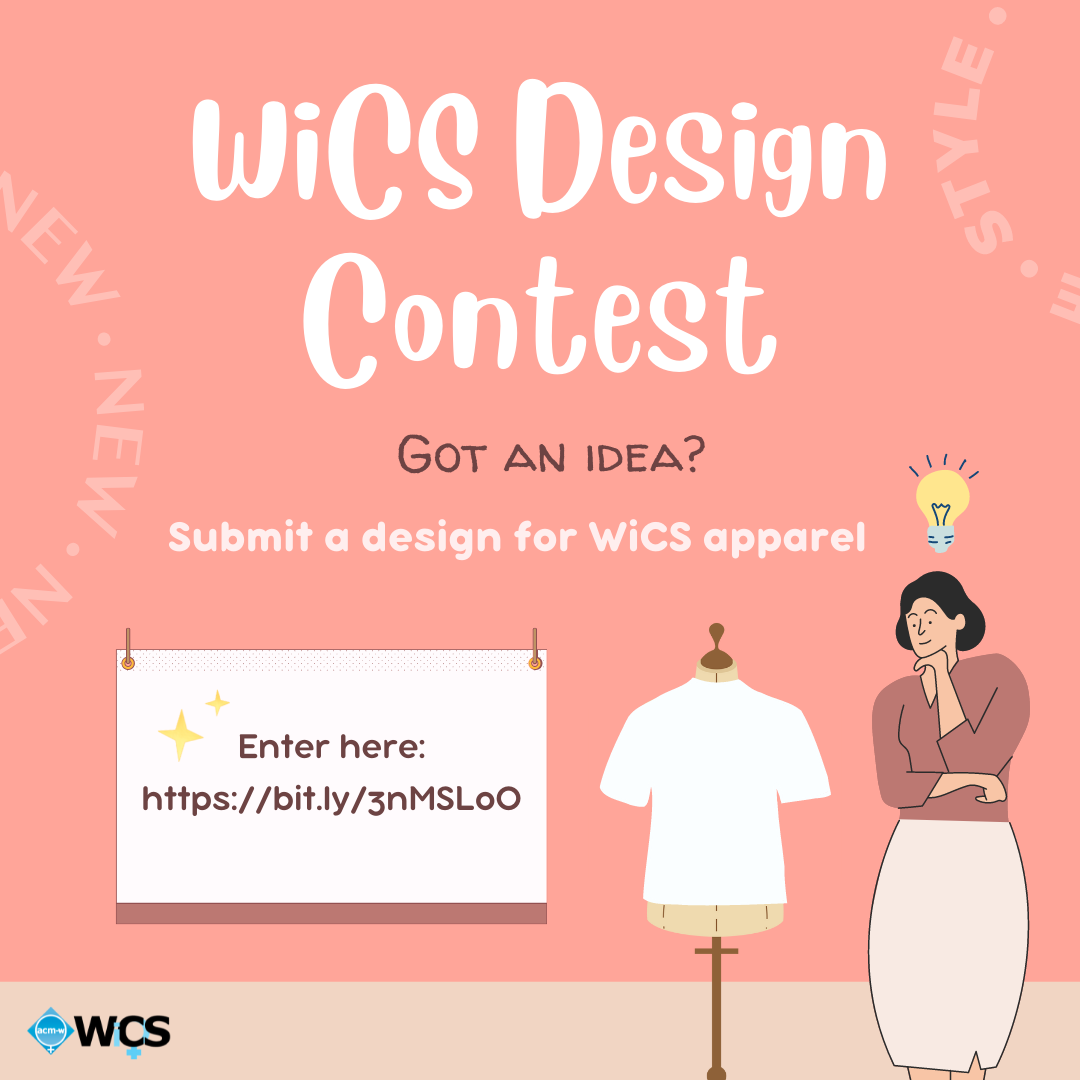 WiCS Design
Contest
STYLE •
E
NEW • NEW • NE
Got an idea?
Submit a design for WiCS apparel
Enter here:
https://bit.ly/3nMSLoO
acm-w WiCS